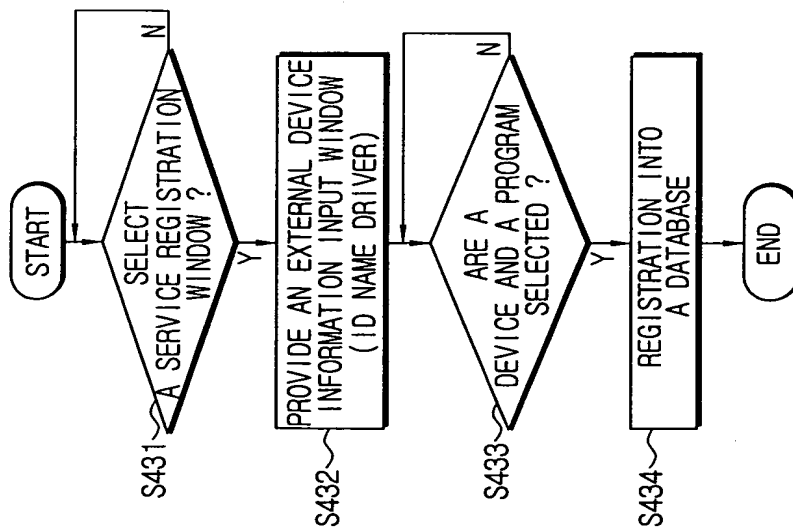 START
SELECT
A SERVICE REGISTRATION
WINDOW ?
N
Y
S431
PROVIDE AN EXTERNAL DEVICE
INFORMATION INPUT WINDOW
(ID NAME DRIVER)
S432
ARE A
DEVICE AND A PROGRAM
SELECTED ?
N
Y
S433
REGISTRATION INTO
A DATABASE
S434
END